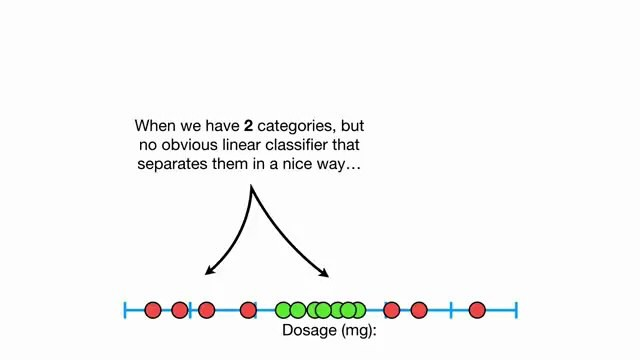 When we have 2 categories, but
no obvious linear classifier that
separates them in a nice way…
Dosage (mg):